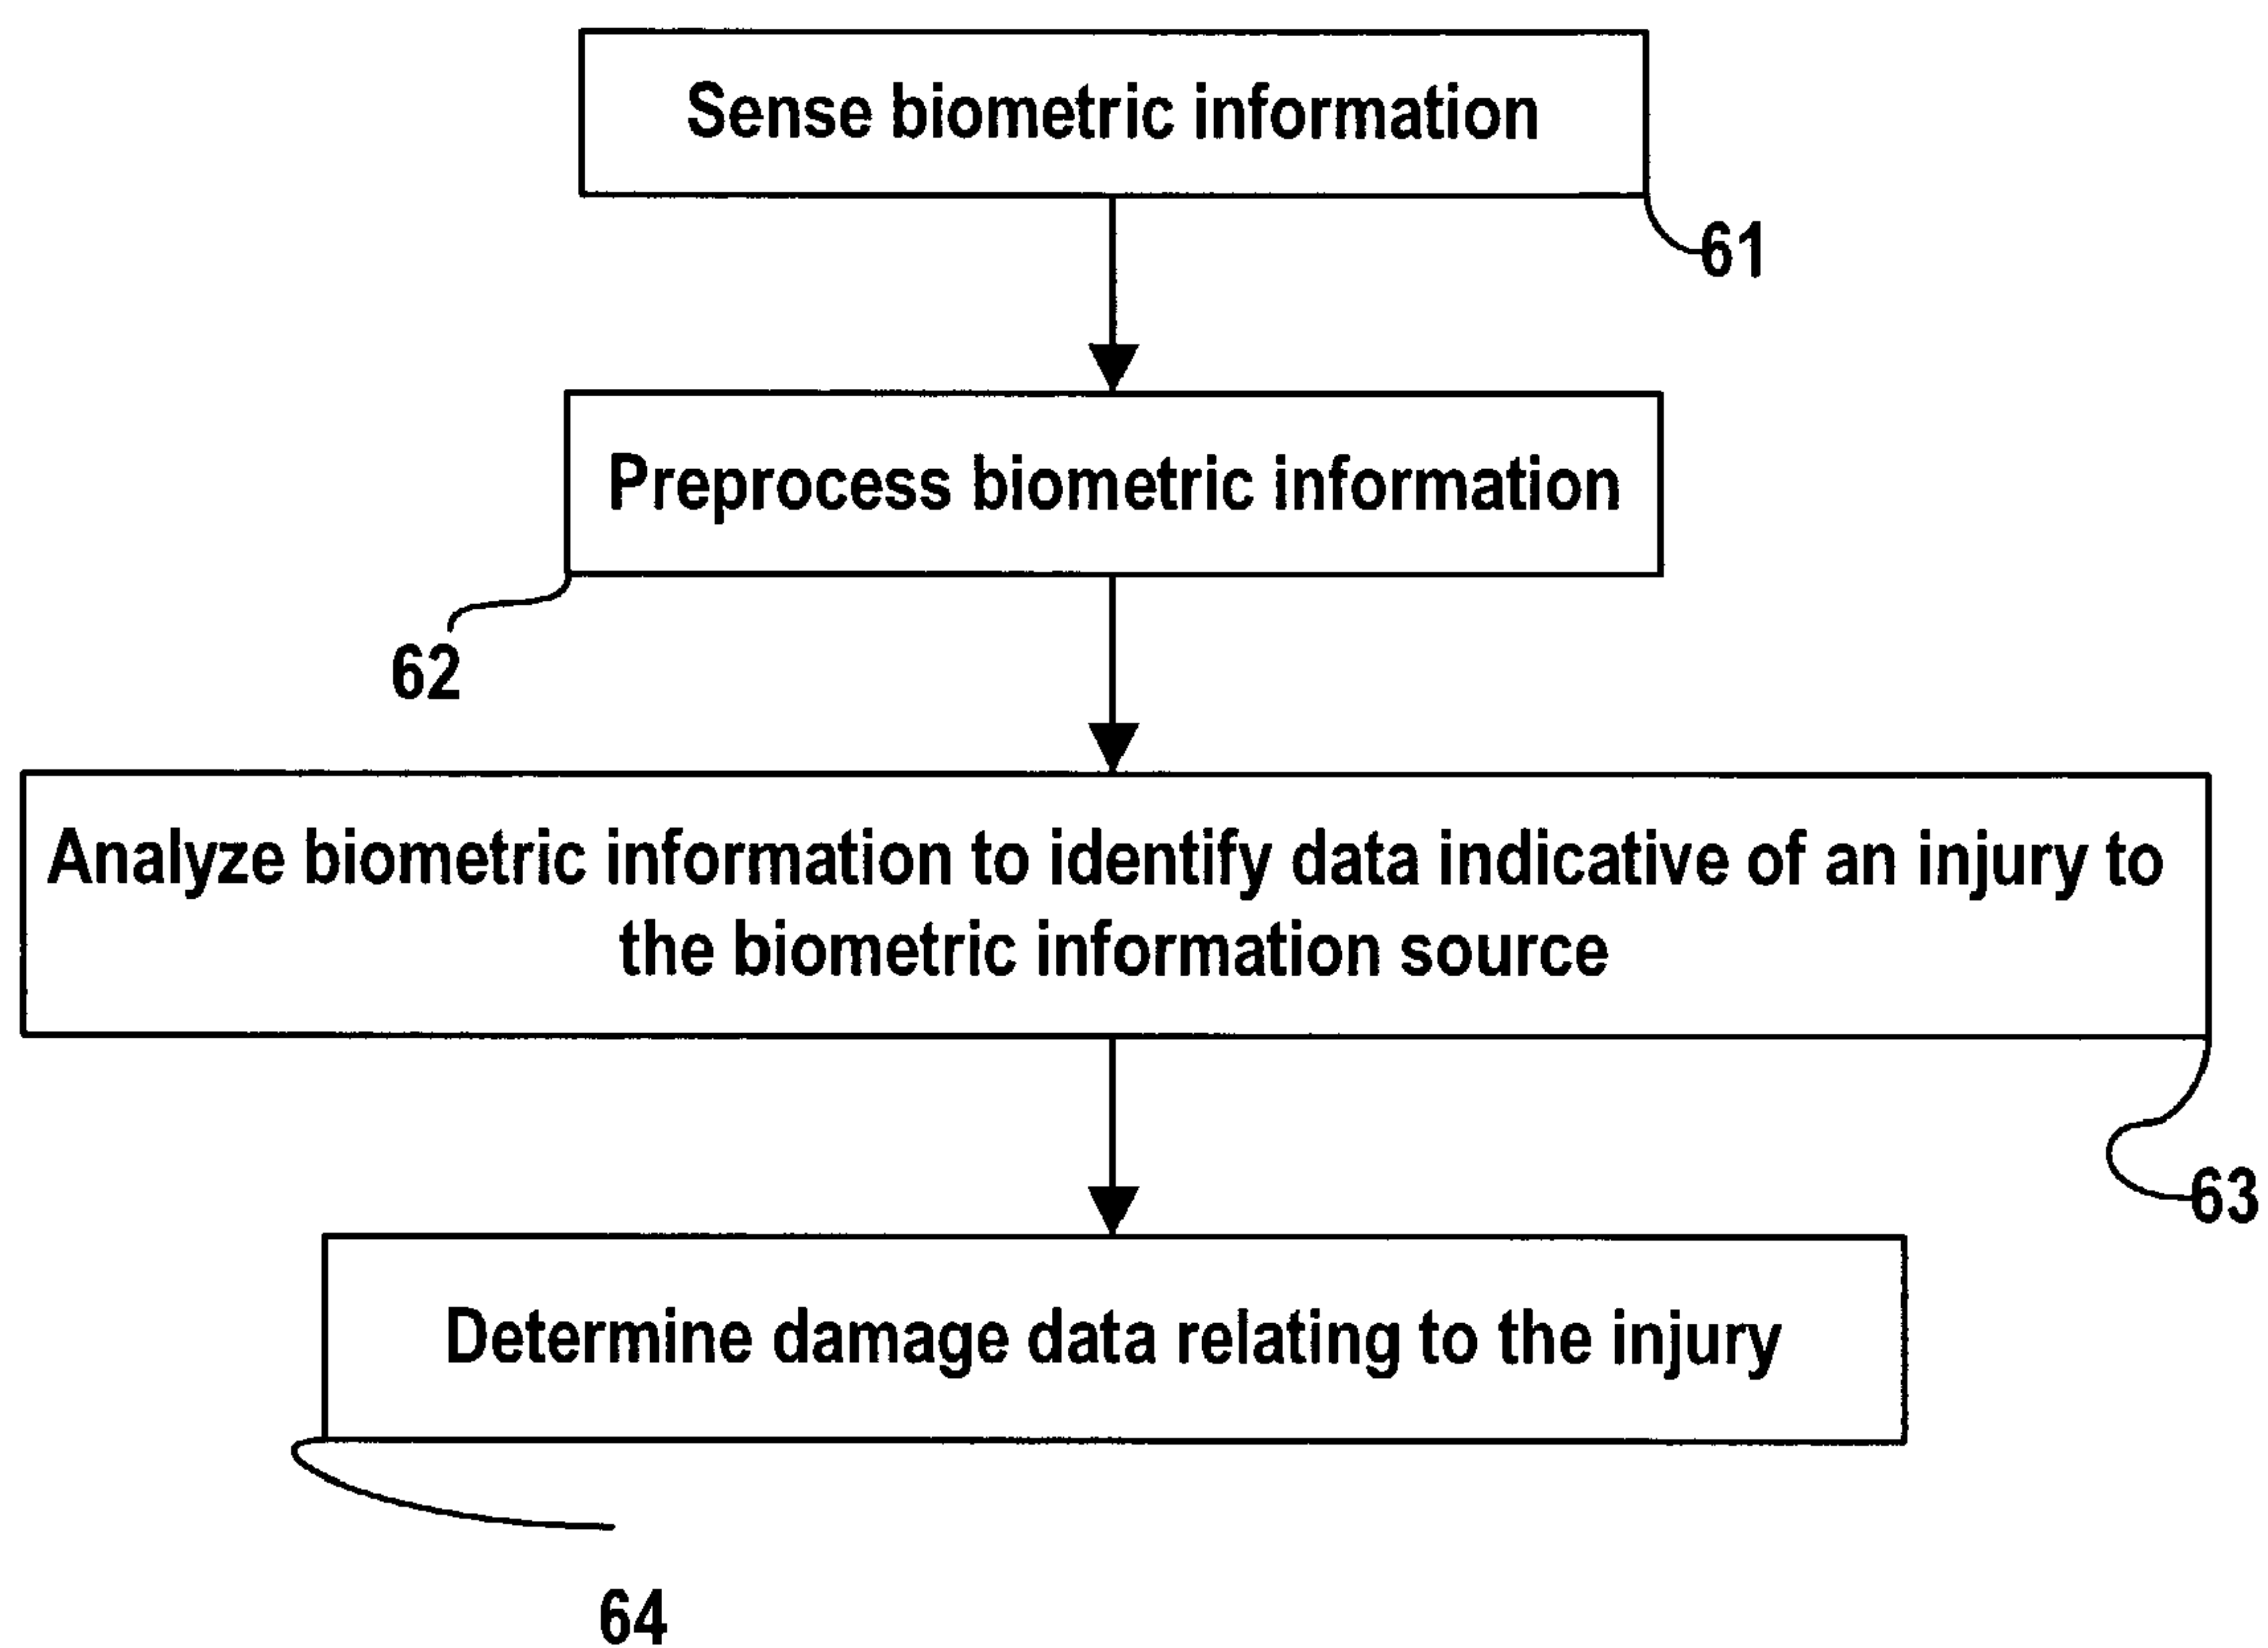 Sense biometric information
61
Preprocess biometric information
62
Analyze biometric information to identify data indicative of an injury to
the biometric information source
63
Determine damage data relating to the injury
64